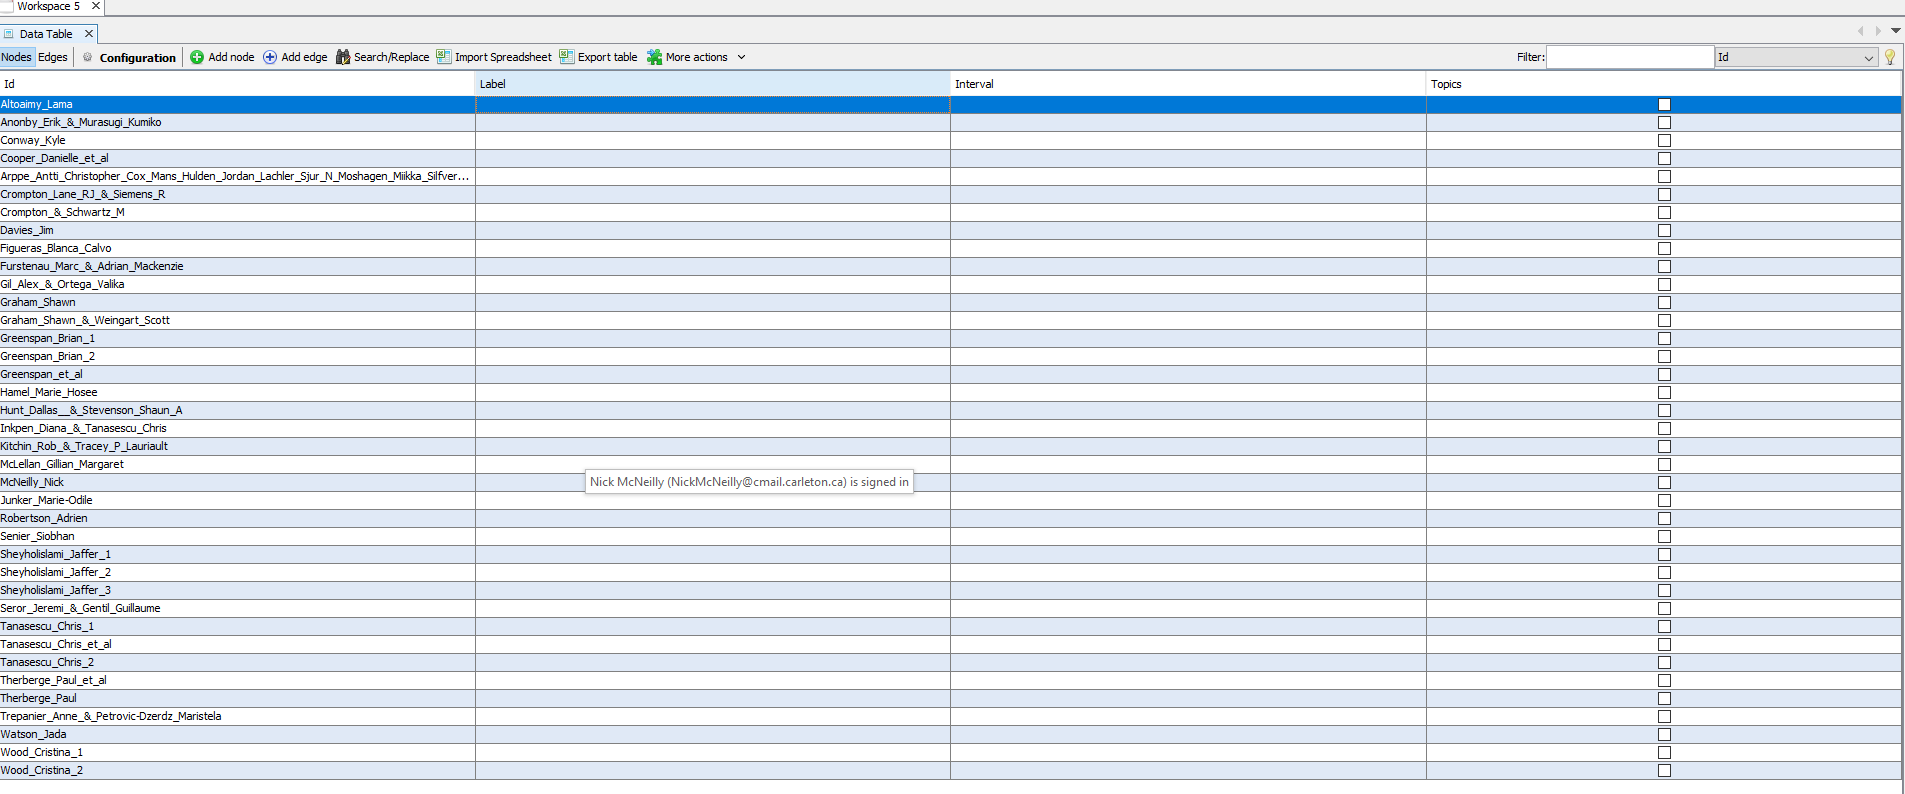 Workspace 5
Data Table
Nodes Edges Configuration Add node Add edge Search/Replace Import Spreadsheet Export table More actions Filter: Id
Id Label Interval Topics
Altoaimy_Lama
Anonby_Erik_&_Murasugi_Kumiko
Conway_Kyle
Cooper_Danielle_et_al
Arppe_Antti_Christopher_Cox_Mans_Hulden_Jordan_Lachler_Sjur_N_Moshagen_Miikka_Silfver...
Crompton_Lane_RJ_&_Siemens_R
Crompton_&_Schwartz_M
Davies_Jim
Figueras_Blanca_Calvo
Furstenau_Marc_&_Adrian_Mackenzie
Gil_Alex_&_Ortega_Valika
Graham_Shawn
Graham_Shawn_&_Weingart_Scott
Greenspan_Brian_1
Greenspan_Brian_2
Greenspan_et_al
Hamel_Marie_Hosee
Hunt_Dallas__&_Stevenson_Shaun_A
Inkpen_Diana_&_Tanasescu_Chris
Kitchin_Rob_&_Tracey_P_Lauriault
McLellan_Gillian_Margaret
McNeilly_Nick
Nick McNeilly (NickMcNeilly@cmail.carleton.ca) is signed in
Junker_Marie-Odile
Robertson_Adrien
Senier_Siobhan
Sheyholislami_Jaffer_1
Sheyholislami_Jaffer_2
Sheyholislami_Jaffer_3
Seror_Jeremi_&_Gentil_Guillaume
Tanasescu_Chris_1
Tanasescu_Chris_et_al
Tanasescu_Chris_2
Therberge_Paul_et_al
Therberge_Paul
Trepanier_Anne_&_Petrovic-Dzerdz_Maristela
Watson_Jada
Wood_Cristina_1
Wood_Cristina_2